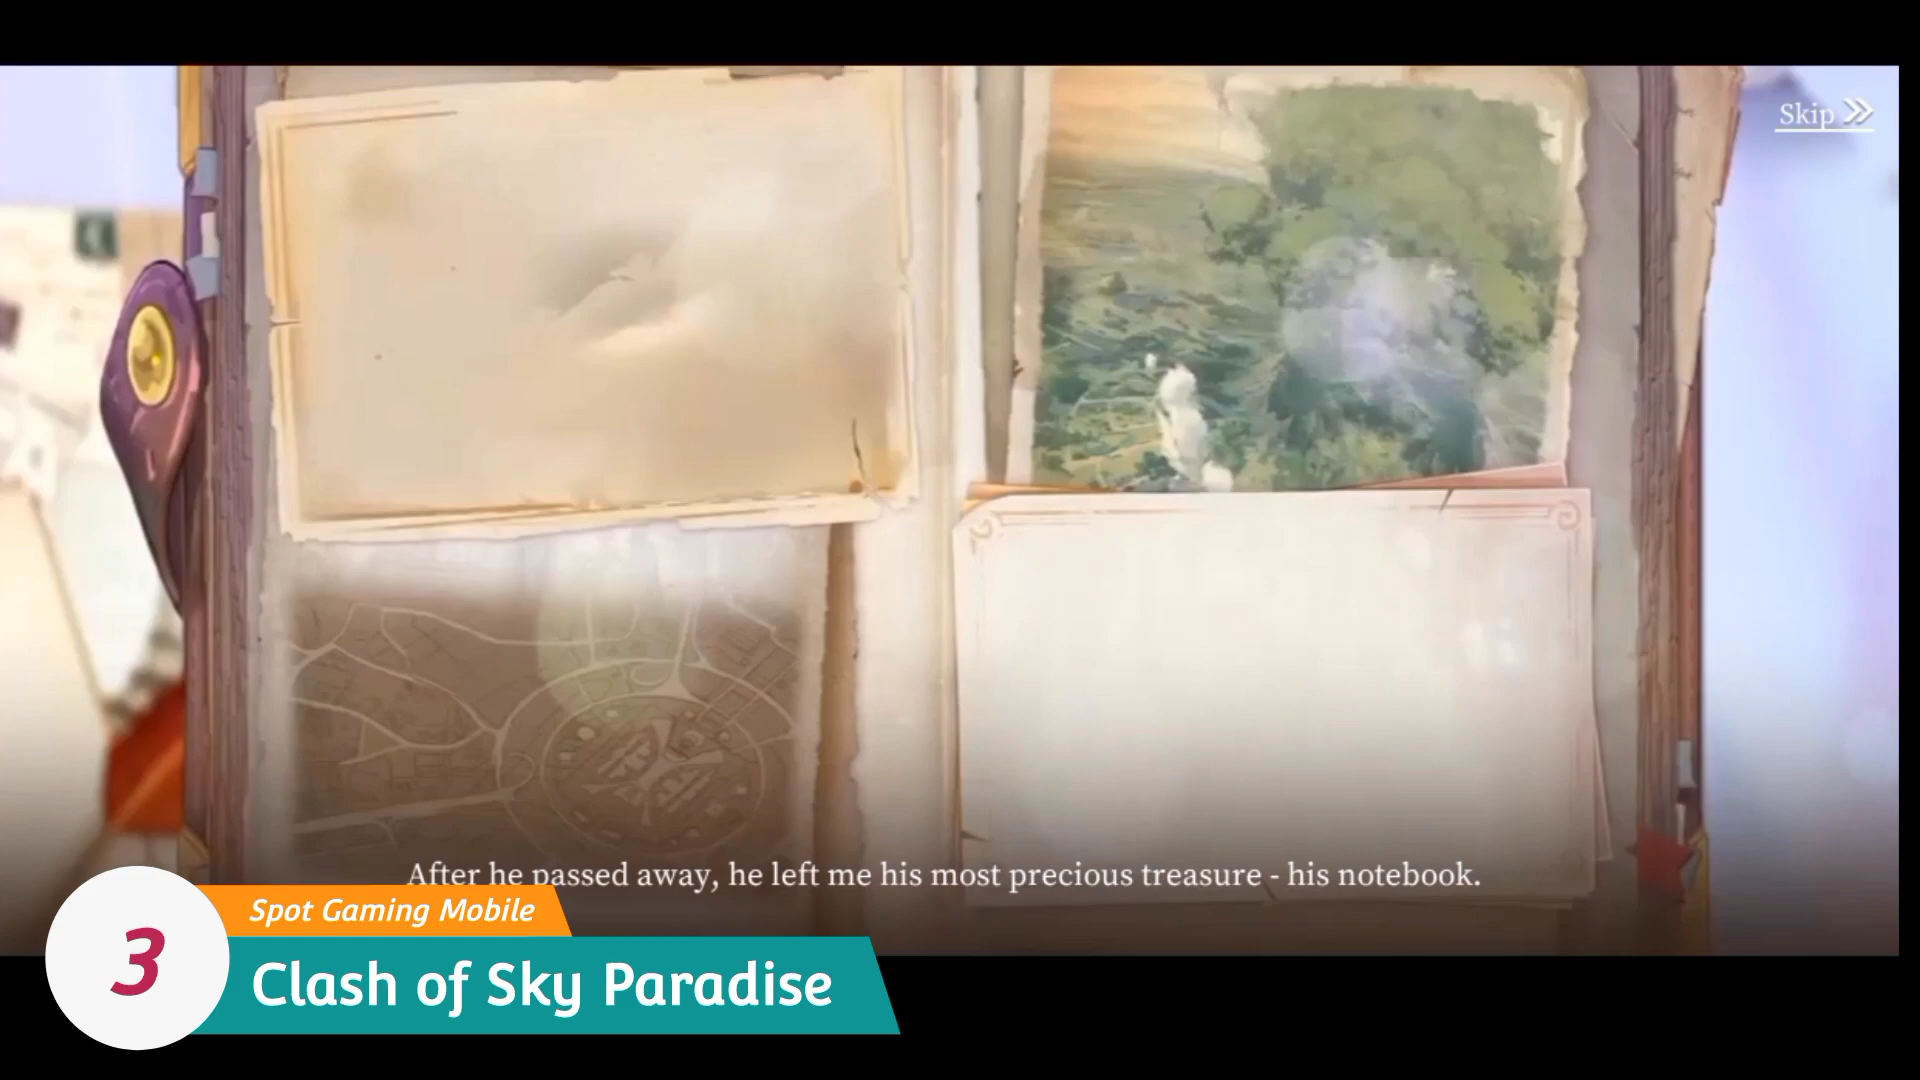 Skip
After he passed away, he left me his most precious treasure - his notebook.
Spot Gaming Mobile
3
Clash of Sky Paradise